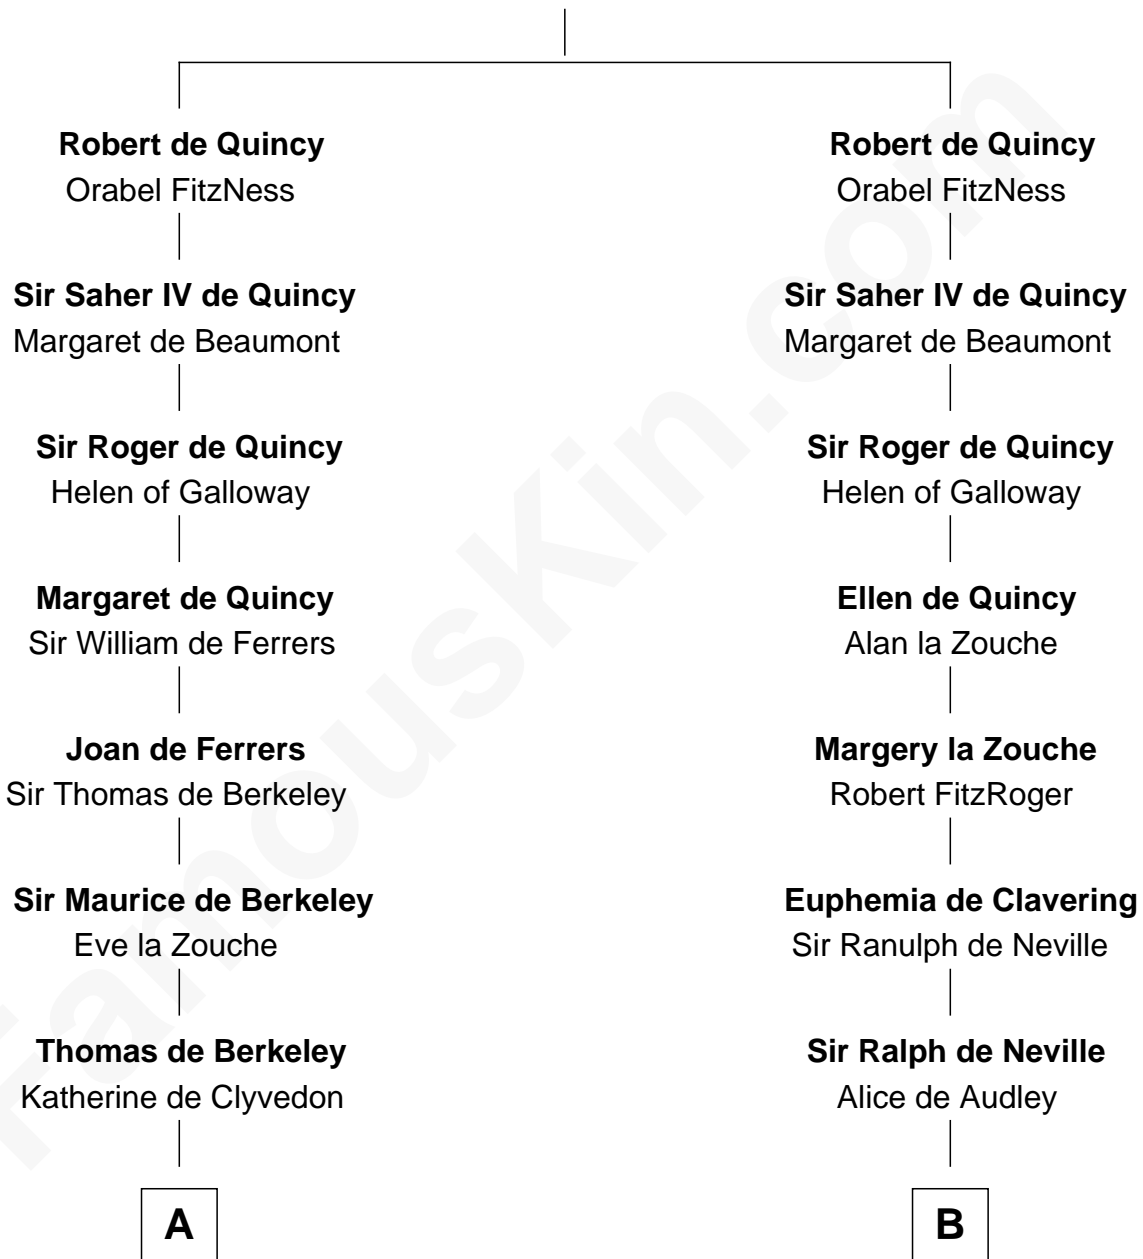 Robert de Quincy
Orabel FitzNess
Sir Saher IV de Quincy
Margaret de Beaumont
Sir Roger de Quincy
Helen of Galloway
Margaret de Quincy
Sir William de Ferrers
Joan de Ferrers
Sir Thomas de Berkeley
Sir Maurice de Berkeley
Eve la Zouche
Thomas de Berkeley
Katherine de Clyvedon
A
Robert de Quincy
Orabel FitzNess
Sir Saher IV de Quincy
Margaret de Beaumont
Sir Roger de Quincy
Helen of Galloway
Ellen de Quincy
Alan la Zouche
Margery la Zouche
Robert FitzRoger
Euphemia de Clavering
Sir Ranulph de Neville
Sir Ralph de Neville
Alice de Audley
B
FamousKin.com